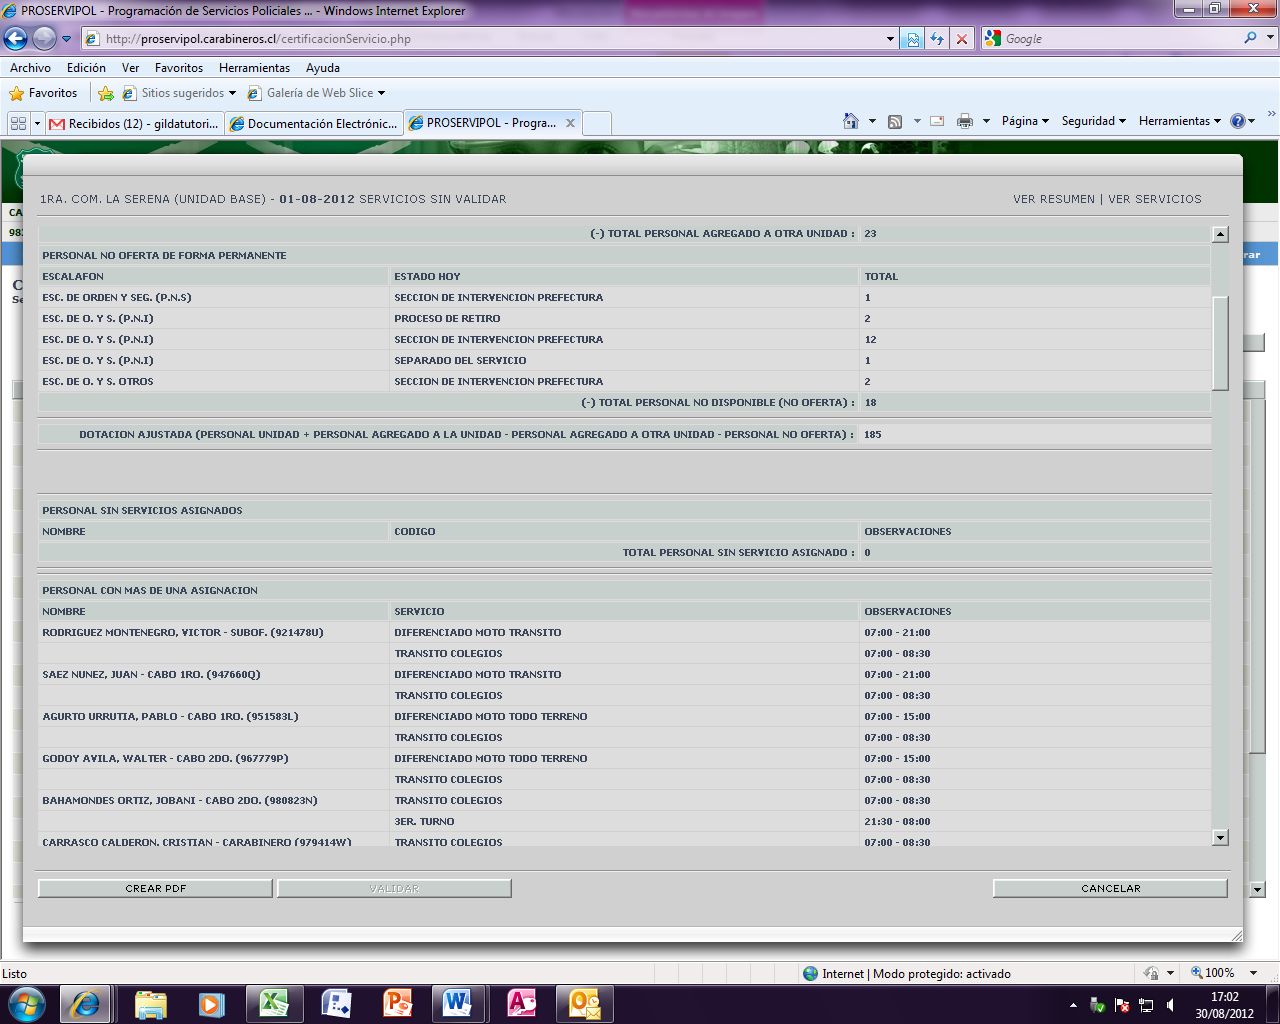 PROSERVIPOL - Programación de Servicios Policiales ... - Windows Internet Explorer
http://proservipol.carabineros.cl/certificacionServicio.php
Google
Archivo Edición Ver Favoritos Herramientas Ayuda
Favoritos Sitios sugeridos Galería de Web Slice
Recibidos (12) - gildatutori... Documentación Electrónic... PROSERVIPOL - Progra... Página Seguridad Herramientas
1RA. COM. LA SERENA (UNIDAD BASE) - 01-08-2012 SERVICIOS SIN VALIDAR VER RESUMEN | VER SERVICIOS
(-) TOTAL PERSONAL AGREGADO A OTRA UNIDAD : 23
PERSONAL NO OFERTA DE FORMA PERMANENTE
ESCALAFON ESTADO HOY TOTAL
ESC. DE ORDEN Y SEG. (P.N.S) SECCION DE INTERVENCION PREFECTURA 1
ESC. DE O. Y S. (P.N.I) PROCESO DE RETIRO 2
ESC. DE O. Y S. (P.N.I) SECCION DE INTERVENCION PREFECTURA 12
ESC. DE O. Y S. (P.N.I) SEPARADO DEL SERVICIO 1
ESC. DE O. Y S. OTROS SECCION DE INTERVENCION PREFECTURA 2
(-) TOTAL PERSONAL NO DISPONIBLE (NO OFERTA) : 18
DOTACION AJUSTADA (PERSONAL UNIDAD + PERSONAL AGREGADO A LA UNIDAD - PERSONAL AGREGADO A OTRA UNIDAD - PERSONAL NO OFERTA) : 185
PERSONAL SIN SERVICIOS ASIGNADOS
NOMBRE CODIGO OBSERVACIONES
TOTAL PERSONAL SIN SERVICIO ASIGNADO : 0
PERSONAL CON MAS DE UNA ASIGNACION
NOMBRE SERVICIO OBSERVACIONES
RODRIGUEZ MONTENEGRO, VICTOR - SUBOF. (921478U) DIFERENCIADO MOTO TRANSITO 07:00 - 21:00
TRANSITO COLEGIOS 07:00 - 08:30
SAEZ NUNEZ, JUAN - CABO 1RO. (947660Q) DIFERENCIADO MOTO TRANSITO 07:00 - 21:00
TRANSITO COLEGIOS 07:00 - 08:30
AGURTO URRUTIA, PABLO - CABO 1RO. (951583L) DIFERENCIADO MOTO TODO TERRENO 07:00 - 15:00
TRANSITO COLEGIOS 07:00 - 08:30
GODOY AVILA, WALTER - CABO 2DO. (967779P) DIFERENCIADO MOTO TODO TERRENO 07:00 - 15:00
TRANSITO COLEGIOS 07:00 - 08:30
BAHAMONDES ORTIZ, JOBANI - CABO 2DO. (980823N) TRANSITO COLEGIOS 07:00 - 08:30
3ER. TURNO 21:30 - 08:00
CARRASCO CALDERON, CRISTIAN - CARABINERO (979414W) TRANSITO COLEGIOS 07:00 - 08:30
CREAR PDF VALIDAR CANCELAR
Listo Internet | Modo protegido: activado 100%
17:02
30/08/2012